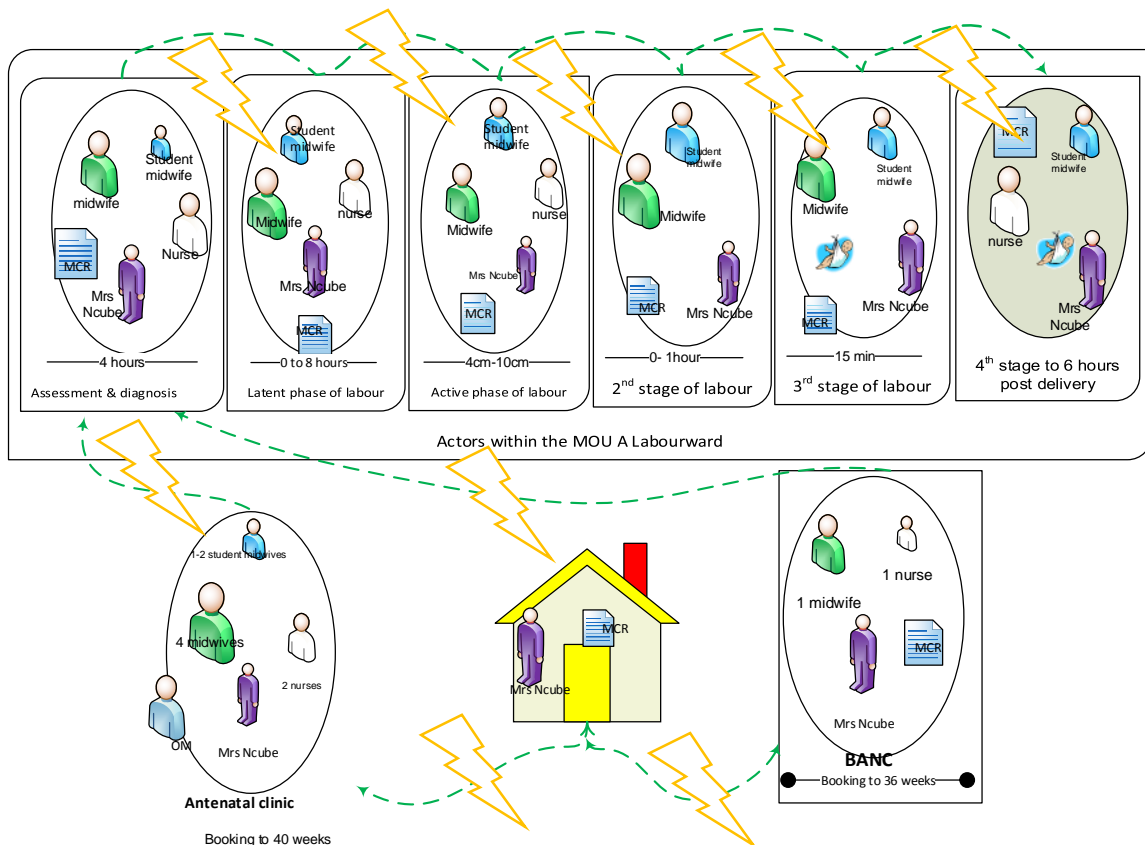 Student
midwife
midwife
Nurse
MCR
Mrs
Ncube
4 hours
Assessment & diagnosis
Student
midwife
nurse
Midwife
Mrs Ncube
MCR
0 to 8 hours
Latent phase of labour
Student
midwife
nurse
Midwife
Mrs Ncube
MCR
4cm-10cm
Active phase of labour
Student
midwife
Midwife
MCR
Mrs Ncube
0- 1hour
2nd stage of labour
Student
midwife
Midwife
Mrs Ncube
MCR
15 min
3rd stage of labour
MCR
Student
midwife
nurse
Mrs
Ncube
4th stage to 6 hours
post delivery
Actors within the MOU A Labourward
1-2 student midwives
4 midwives
2 nurses
OM
Mrs Ncube
Antenatal clinic
Booking to 40 weeks
MCR
Mrs Ncube
1 nurse
1 midwife
MCR
Mrs Ncube
BANC
Booking to 36 weeks